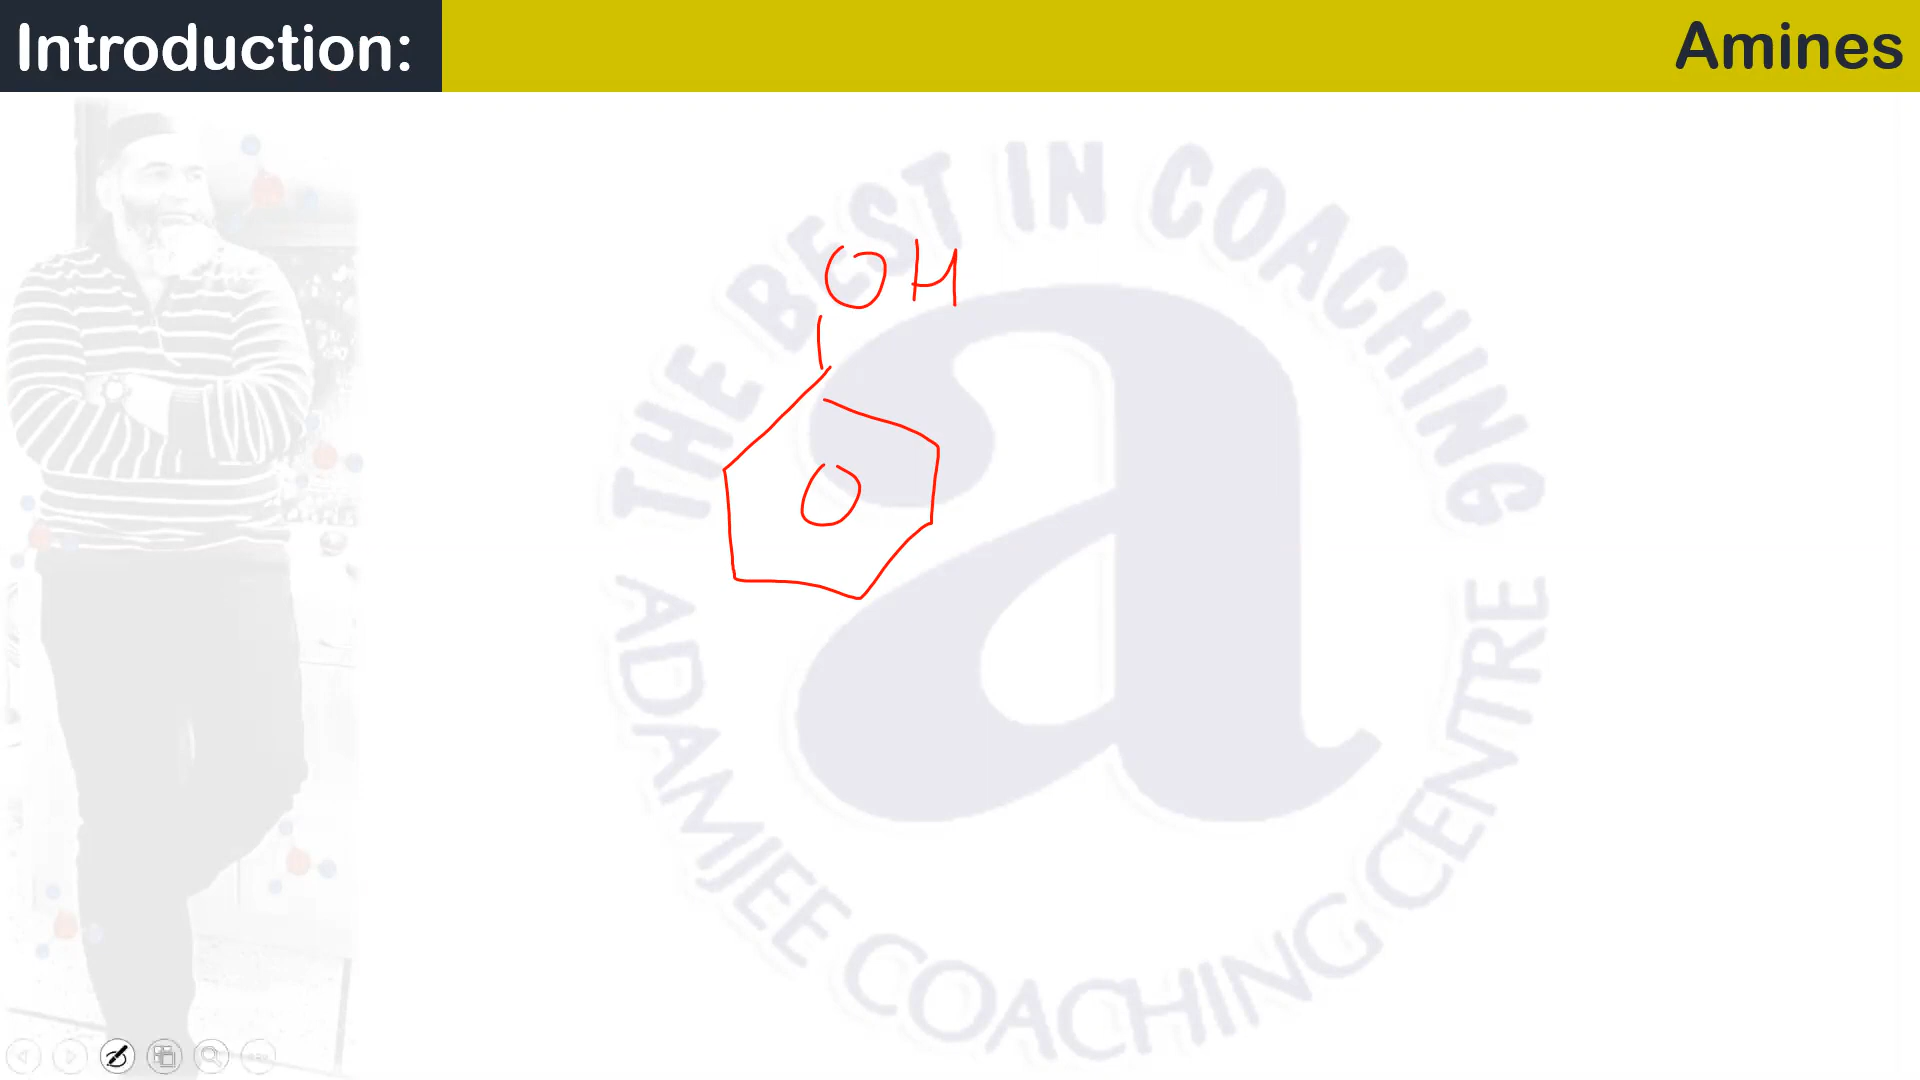 Introduction:
Amines
THE BEST IN COACHING
OH
O
ADAMJEE COACHING CENTRE